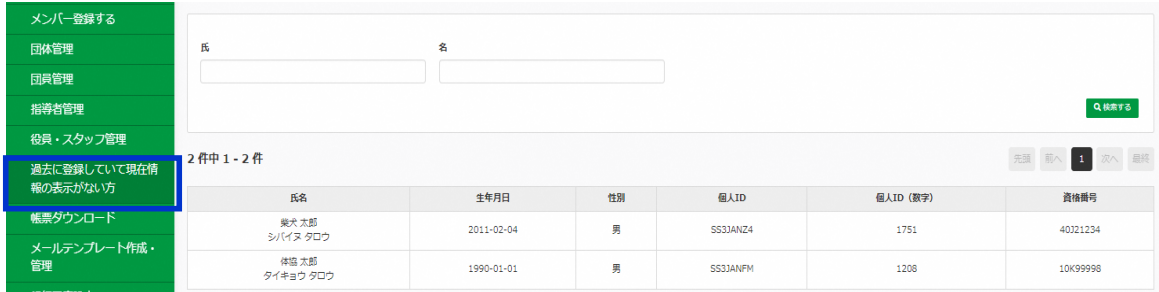 メンバー登録する
団体管理
団員管理
指導者管理
役員・スタッフ管理
過去に登録していて現在情
報の表示がない方
帳票ダウンロード
メールテンプレート作成・
管理
氏 名
検索する
2 件中 1 - 2 件
先頭 前へ 1 次へ 最終
氏名 生年月日 性別 個人ID 個人ID（数字） 資格番号
柴犬 太郎
シバイヌ タロウ
2011-02-04 男 SS3JANZ4 1751 40J21234
体協 太郎
タイキョウ タロウ
1990-01-01 男 SS3JANFM 1208 10K99998